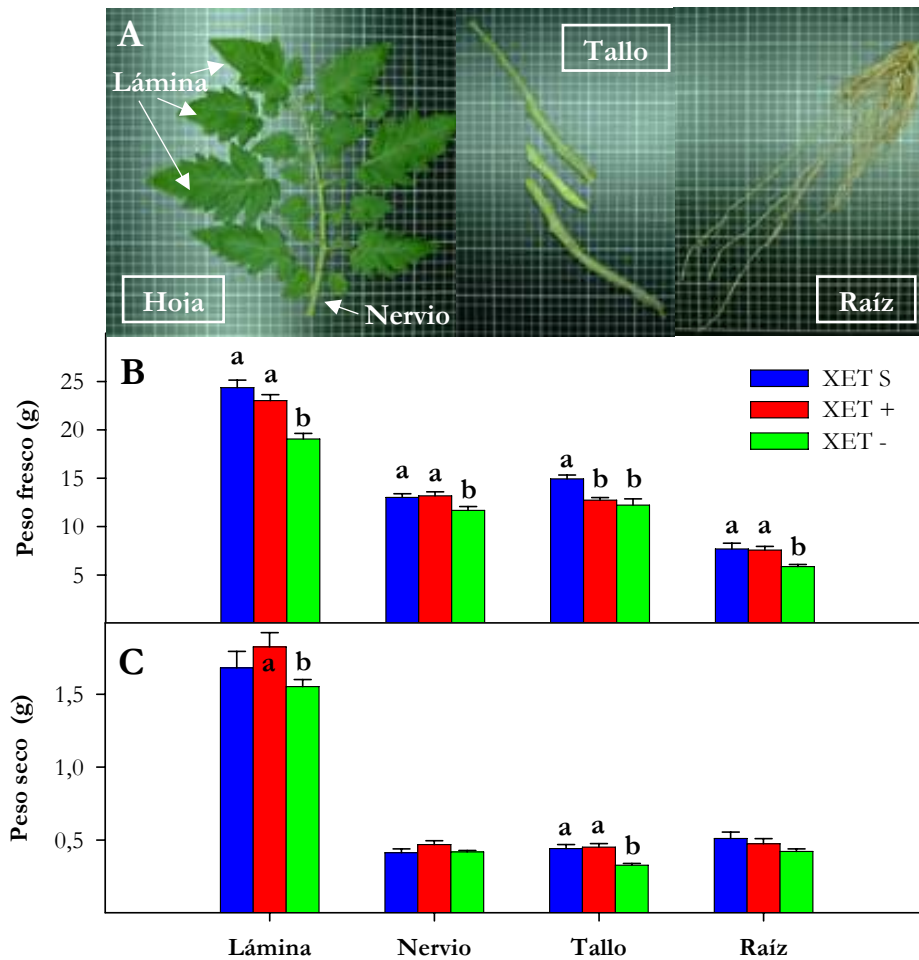 A
Lámina
Hoja
Nervio
Tallo
Raíz
B
Peso fresco (g)
25
20
15
10
5
a a b
a a b
a b b
a a b
XET S
XET +
XET -
C
Peso seco (g)
1,5
1,0
0,5
a b
a a b
Lámina Nervio Tallo Raíz